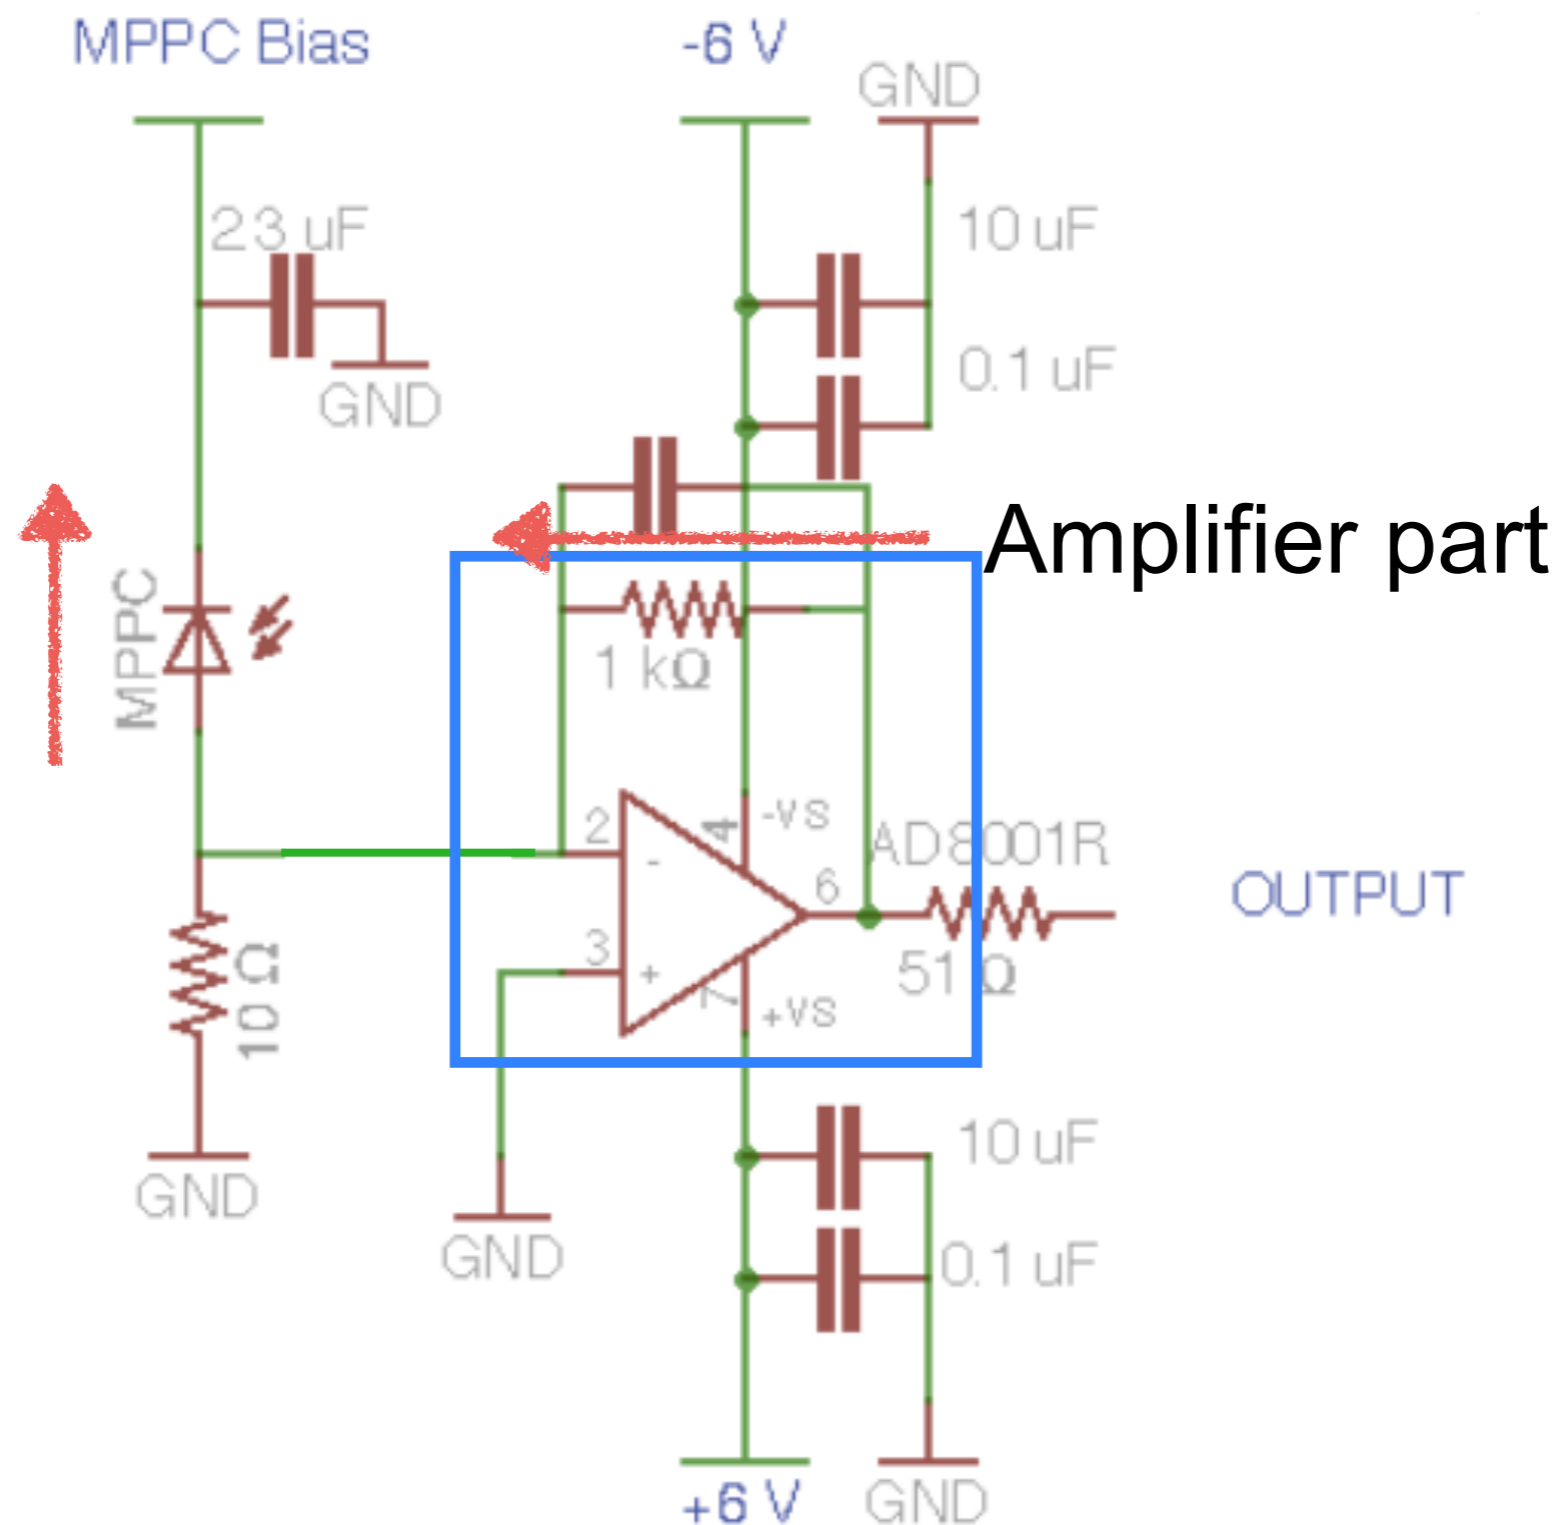 MPPC Bias
-6 V
GND
23 uF
10 uF
GND
0.1 uF
Amplifier part
MPPC
1 kΩ
2
-
4
-VS
AD8001R
6
OUTPUT
3
+
7
+VS
51 Ω
10 Ω
GND
GND
10 uF
0.1 uF
+6 V
GND